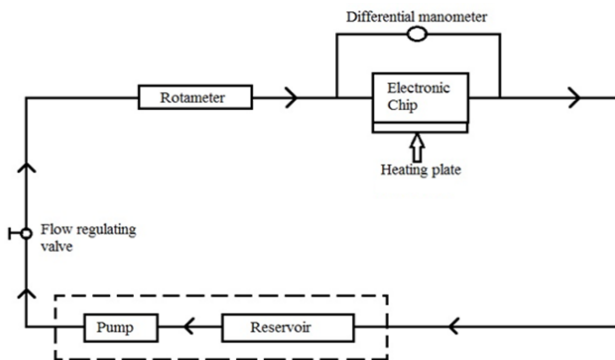 Differential manometer
Rotameter
Electronic
Chip
Heating plate
Flow regulating
valve
Pump
Reservoir